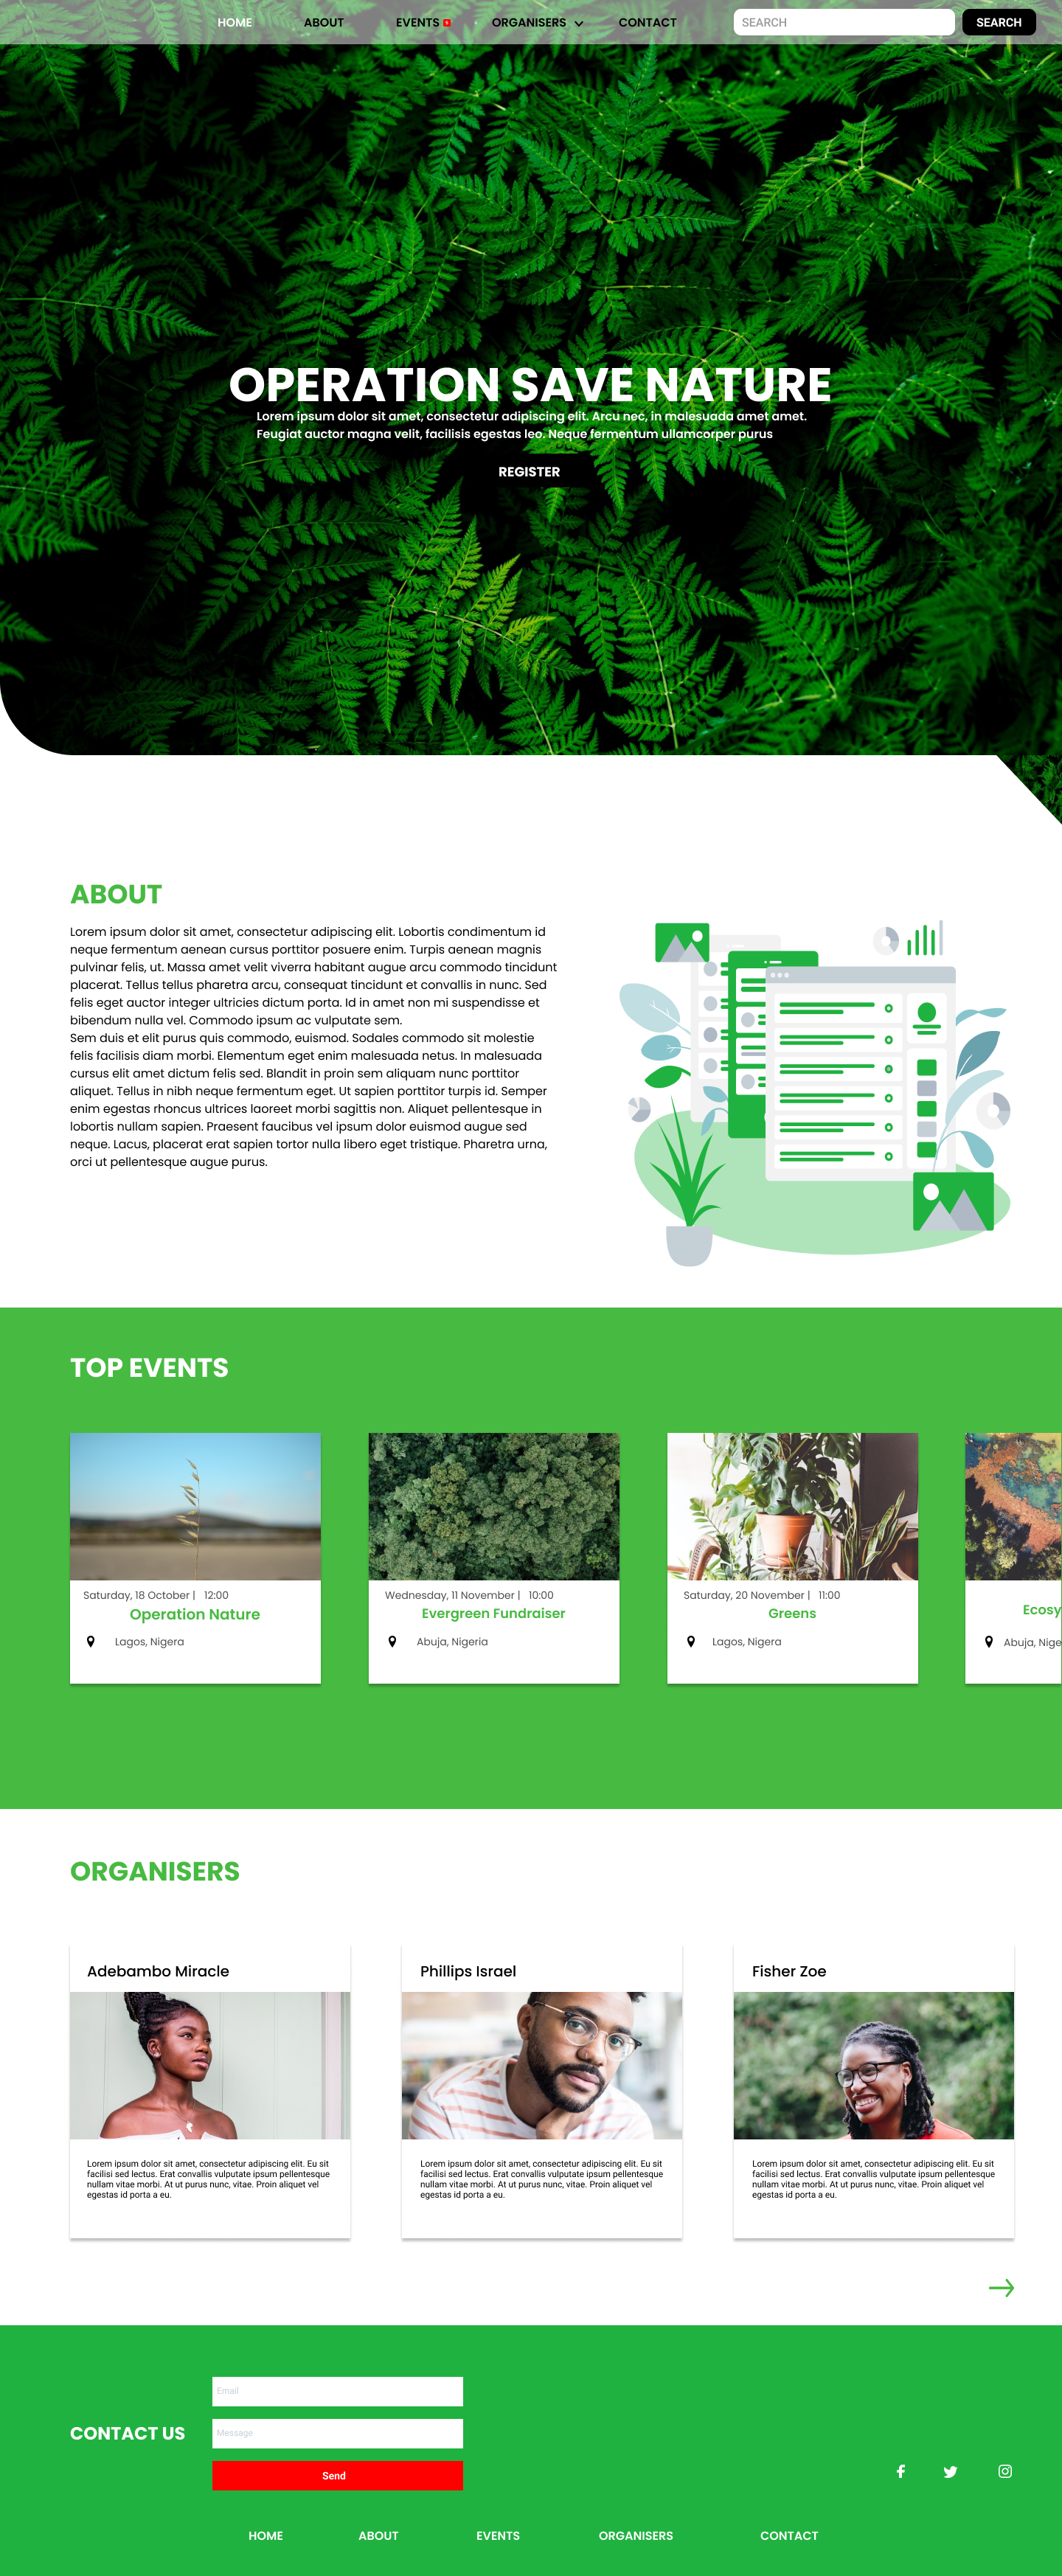 HOME ABOUT EVENTS ORGANISERS CONTACT SEARCH SEARCH
OPERATION SAVE NATURE
Lorem ipsum dolor sit amet, consectetur adipiscing elit. Arcu nec, in malesuada amet amet.
Feugiat auctor magna velit, facilisis egestas leo. Neque fermentum ullamcorper purus
REGISTER
ABOUT
Lorem ipsum dolor sit amet, consectetur adipiscing elit. Lobortis condimentum id
neque fermentum aenean cursus porttitor posuere enim. Turpis aenean magnis
pulvinar felis, ut. Massa amet velit viverra habitant augue arcu commodo tincidunt
placerat. Tellus tellus pharetra arcu, consequat tincidunt et convallis in nunc. Sed
felis eget auctor integer ultricies dictum porta. Id in amet non mi suspendisse et
bibendum nulla vel. Commodo ipsum ac vulputate sem.
Sem duis et elit purus quis commodo, euismod. Sodales commodo sit molestie
felis facilisis diam morbi. Elementum eget enim malesuada netus. In malesuada
cursus elit amet dictum felis sed. Blandit in proin sem aliquam nunc porttitor
aliquet. Tellus in nibh neque fermentum eget. Ut sapien porttitor turpis id. Semper
enim egestas rhoncus ultrices laoreet morbi sagittis non. Aliquet pellentesque in
lobortis nullam sapien. Praesent faucibus vel ipsum dolor euismod augue sed
neque. Lacus, placerat erat sapien tortor nulla libero eget tristique. Pharetra urna,
orci ut pellentesque augue purus.
TOP EVENTS
Saturday, 18 October | 12:00
Operation Nature
Lagos, Nigera
Wednesday, 11 November | 10:00
Evergreen Fundraiser
Abuja, Nigeria
Saturday, 20 November | 11:00
Greens
Lagos, Nigera
Ecosy
Abuja, Nige
ORGANISERS
Adebambo Miracle
Lorem ipsum dolor sit amet, consectetur adipiscing elit. Eu sit
facilisi sed lectus. Erat convallis vulputate ipsum pellentesque
nullam vitae morbi. At ut purus nunc, vitae. Proin aliquet vel
egestas id porta a eu.
Phillips Israel
Lorem ipsum dolor sit amet, consectetur adipiscing elit. Eu sit
facilisi sed lectus. Erat convallis vulputate ipsum pellentesque
nullam vitae morbi. At ut purus nunc, vitae. Proin aliquet vel
egestas id porta a eu.
Fisher Zoe
Lorem ipsum dolor sit amet, consectetur adipiscing elit. Eu sit
facilisi sed lectus. Erat convallis vulputate ipsum pellentesque
nullam vitae morbi. At ut purus nunc, vitae. Proin aliquet vel
egestas id porta a eu.
CONTACT US
Email
Message
Send
HOME ABOUT EVENTS ORGANISERS CONTACT